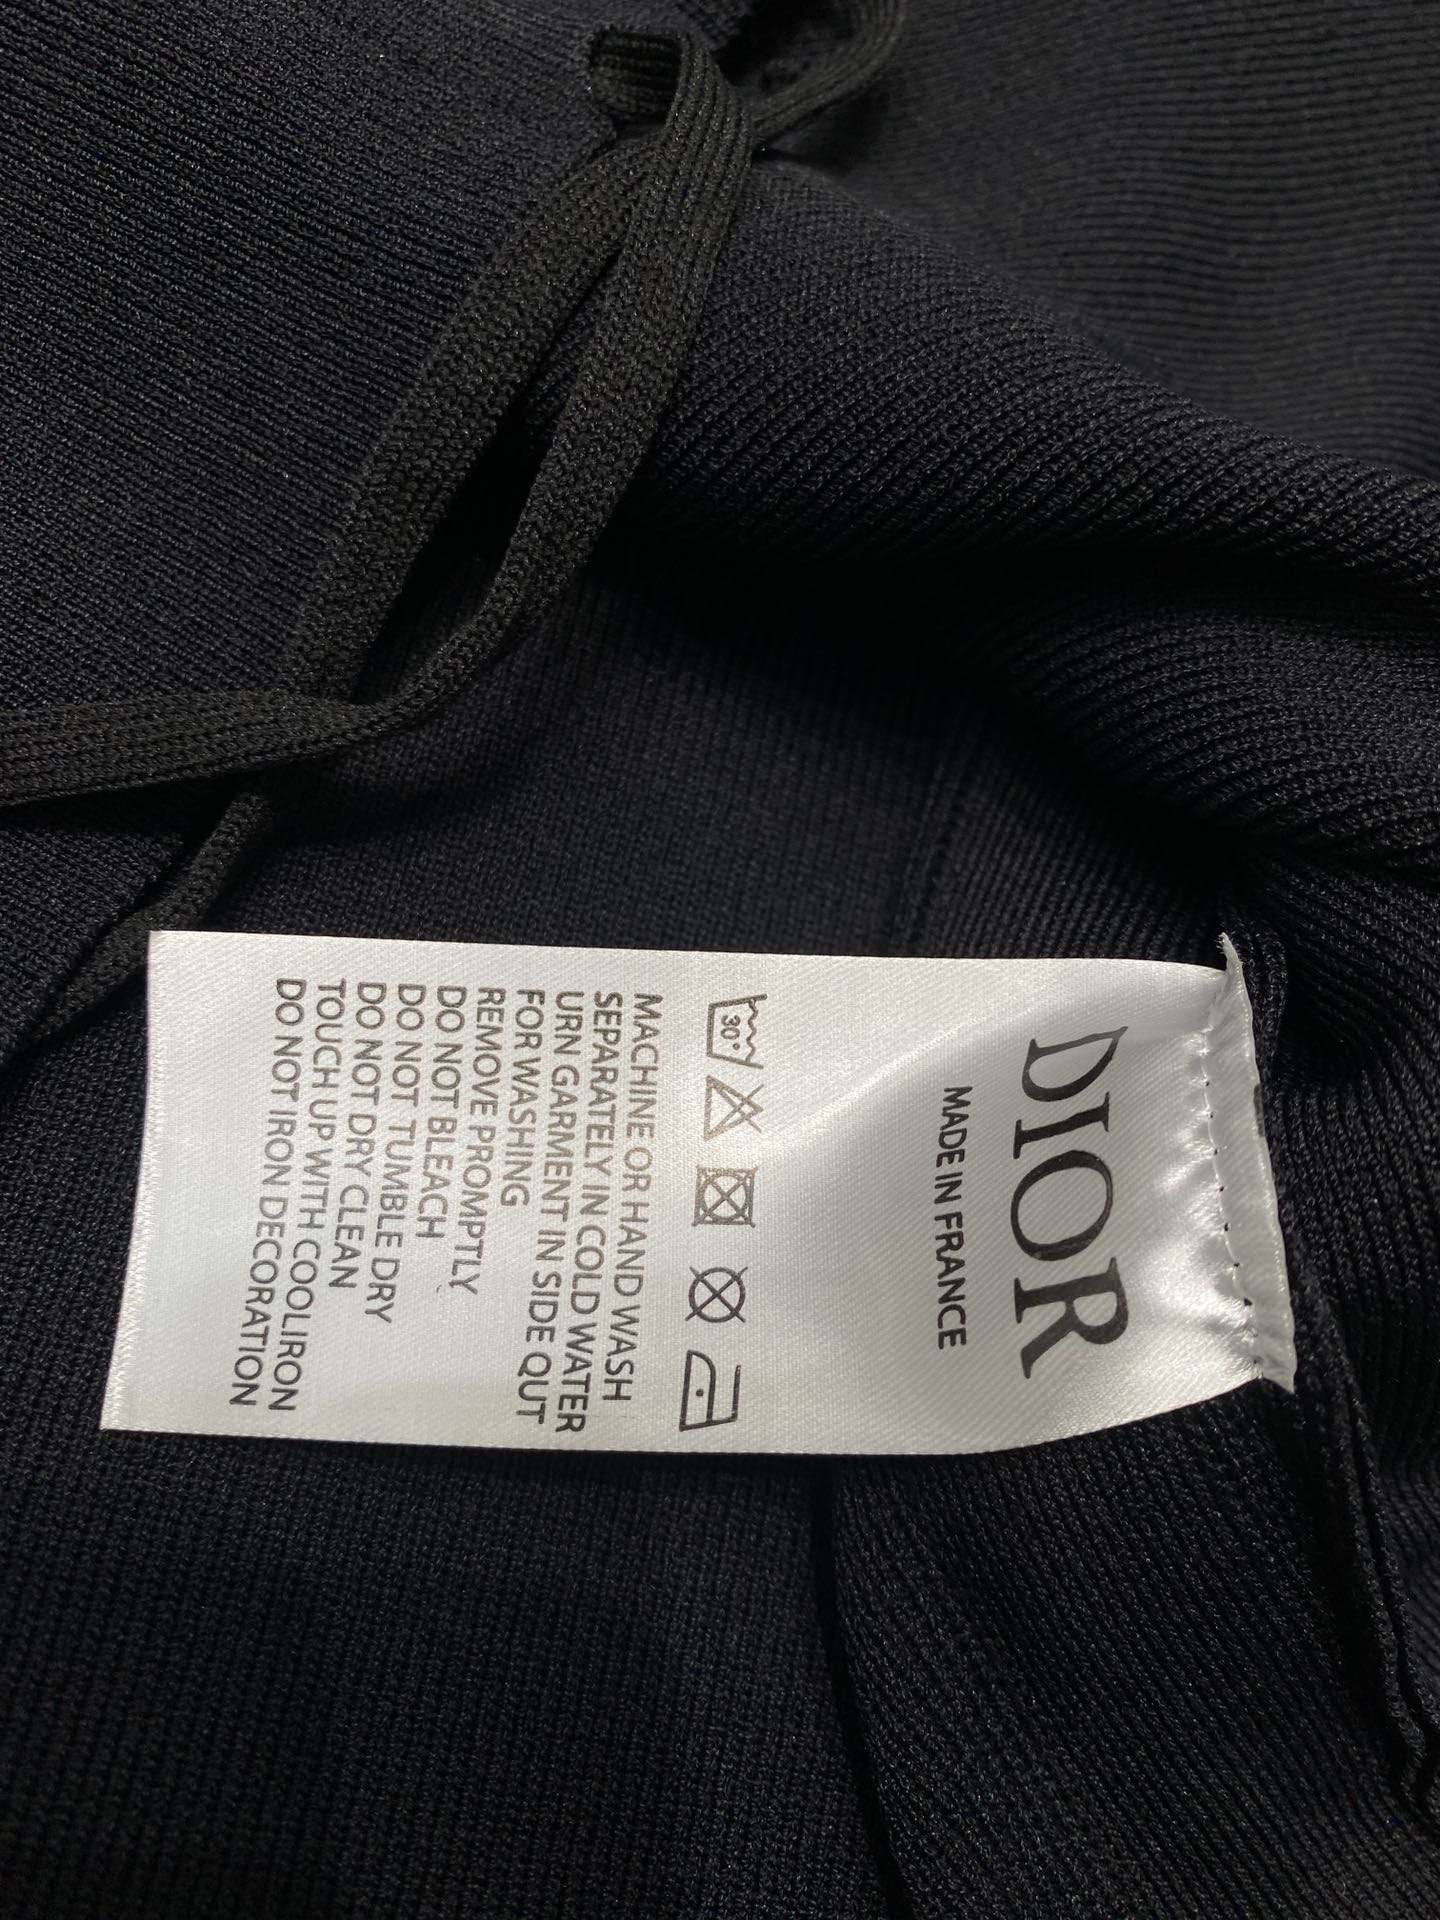 DIOR
MADE IN FRANCE
30°
MACHINE OR HAND WASH
SEPARATELY IN COLD WATER
URN GARMENT IN SIDE QUT
FOR WASHING
REMOVE PROMPTLY
DO NOT BLEACH
DO NOT TUMBLE DRY
DO NOT DRY CLEAN
TOUCH UP WITH COOLIRON
DO NOT IRON DECORATION